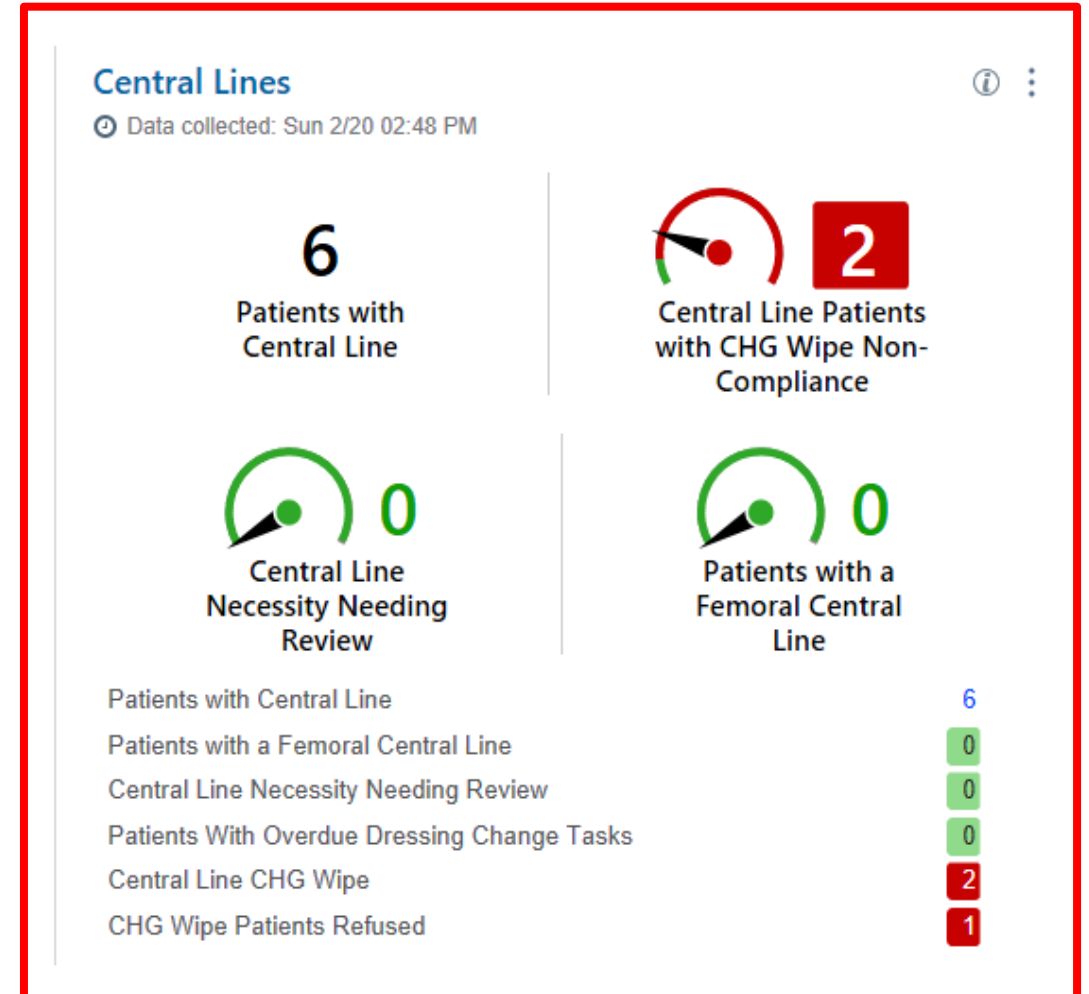 Central Lines
Data collected: Sun 2/20 02:48 PM
6
Patients with
Central Line
2
Central Line Patients
with CHG Wipe Non-
Compliance
0
Central Line
Necessity Needing
Review
0
Patients with a
Femoral Central
Line
Patients with Central Line 6
Patients with a Femoral Central Line 0
Central Line Necessity Needing Review 0
Patients With Overdue Dressing Change Tasks 0
Central Line CHG Wipe 2
CHG Wipe Patients Refused 1